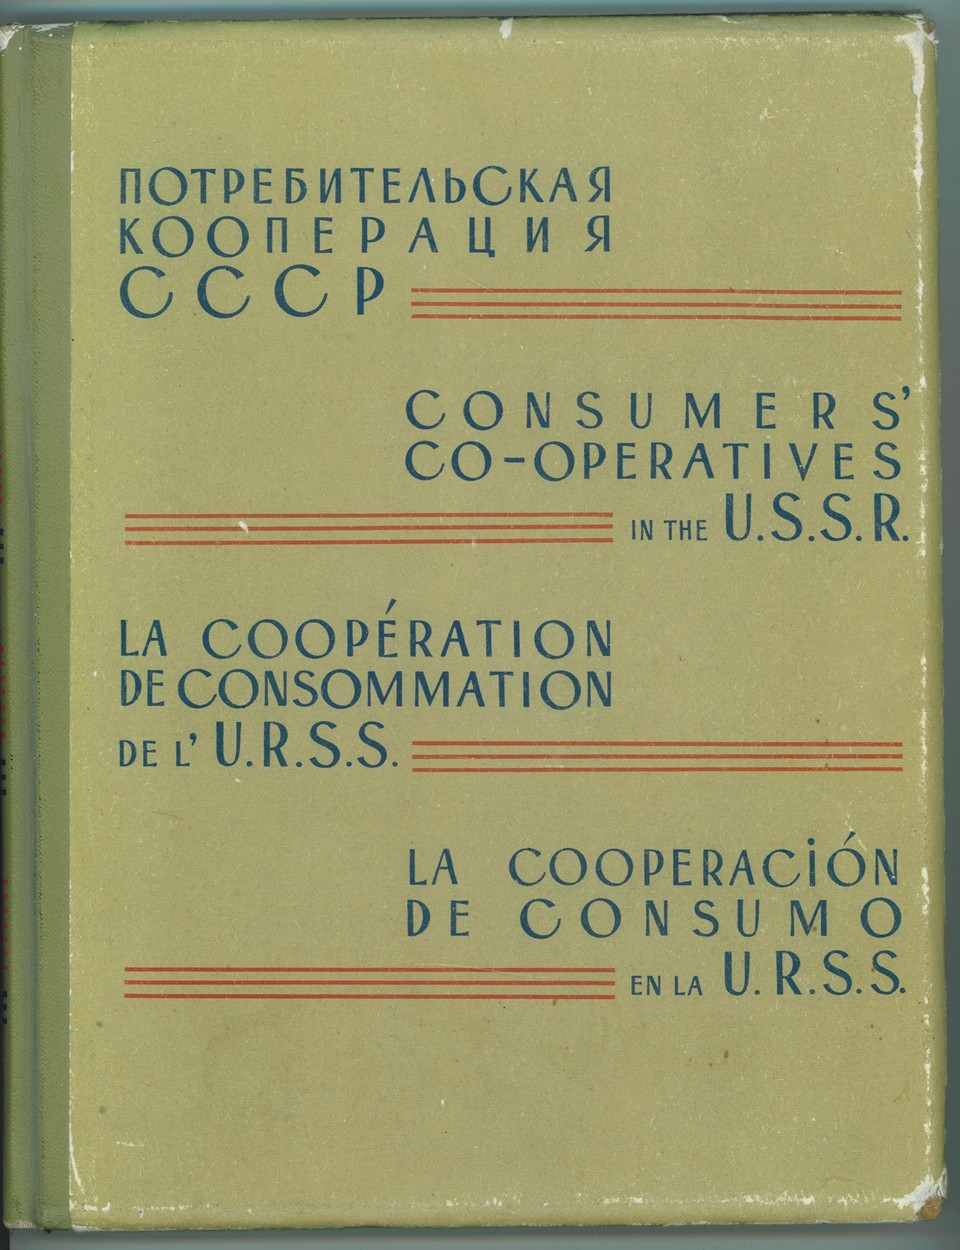 ПОТРЕБИТЕЛЬСКАЯ
КООПЕРАЦИЯ
СССР
CONSUMERS'
CO-OPERATIVES
IN THE U.S.S.R.
LA COOPÉRATION
DE CONSOMMATION
DE L' U.R.S.S.
LA COOPERACIÓN
DE CONSUMO
EN LA U.R.S.S.